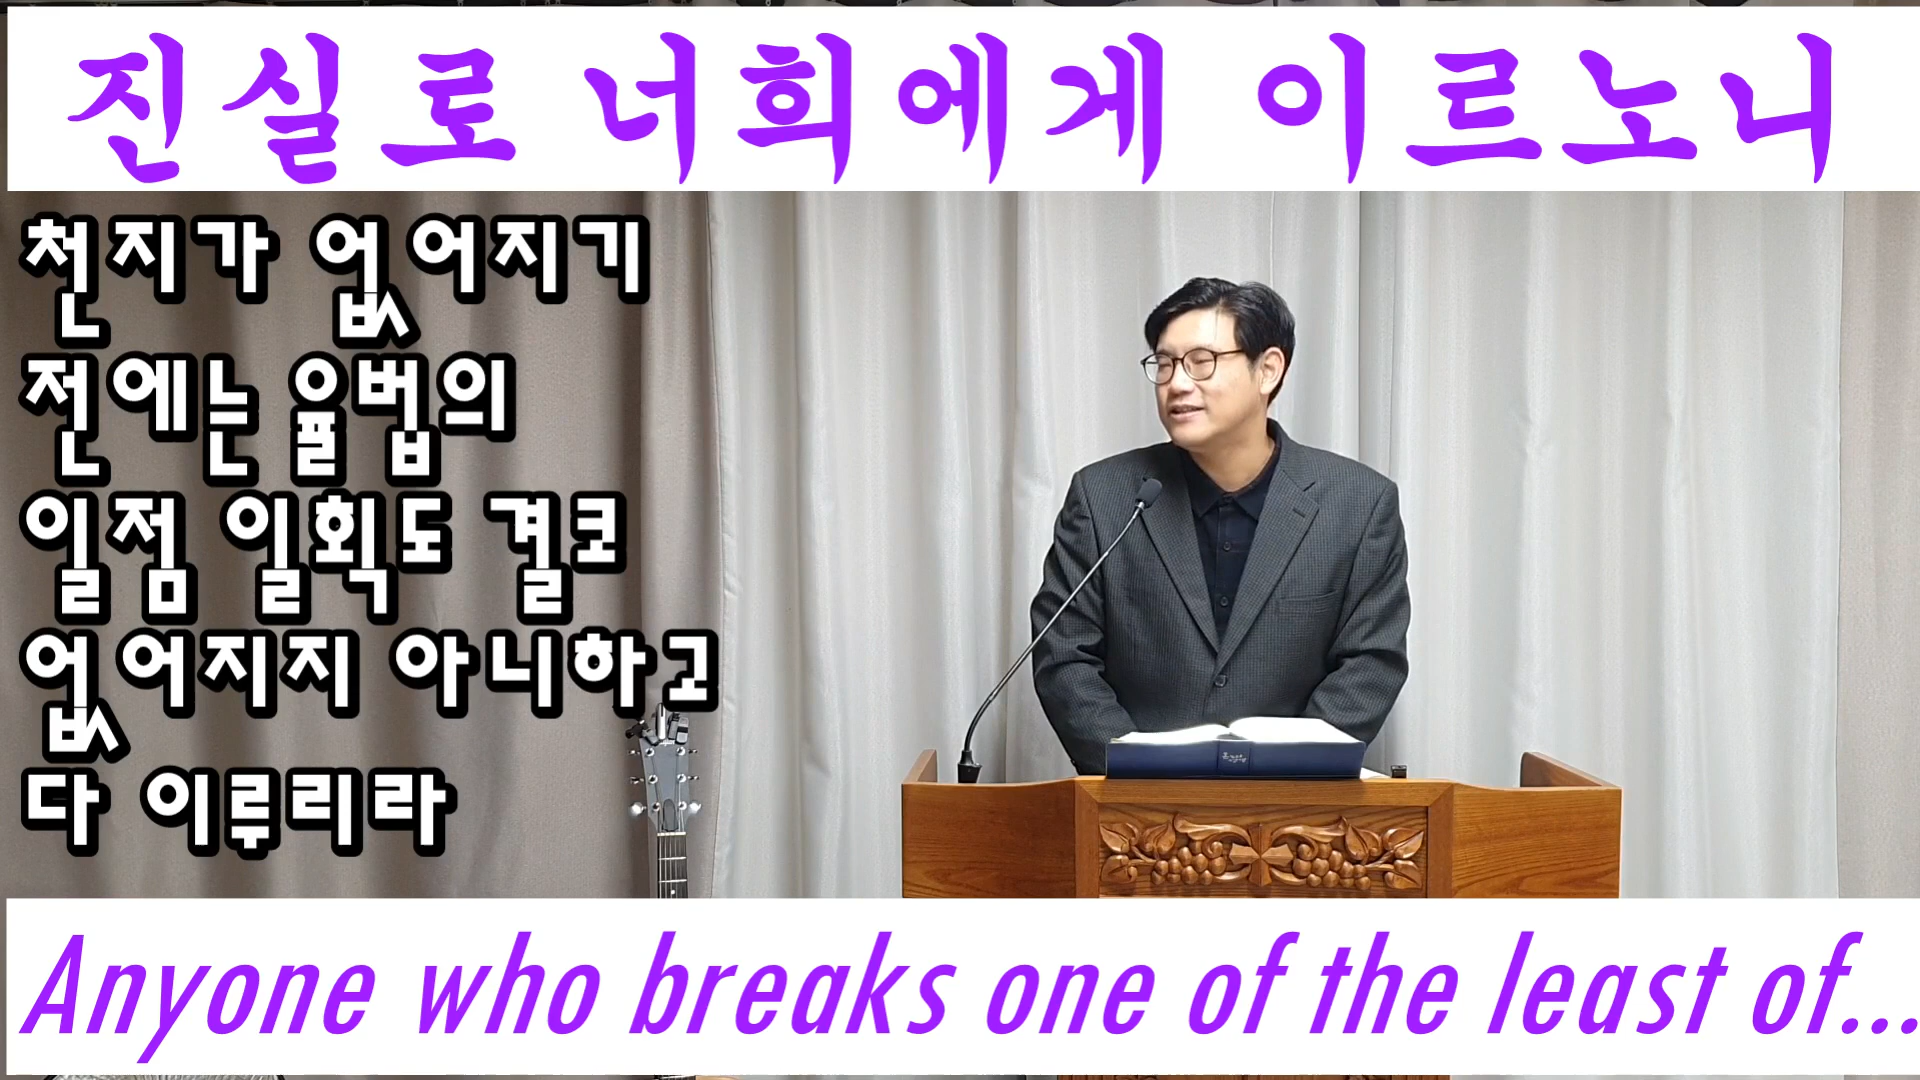 진실로 너희에게 이르노니
천지가 없어지기
전에는 율법의
일점 일획도 결코
없어지지 아니하고
다 이루리라
Anyone who breaks one of the least of...